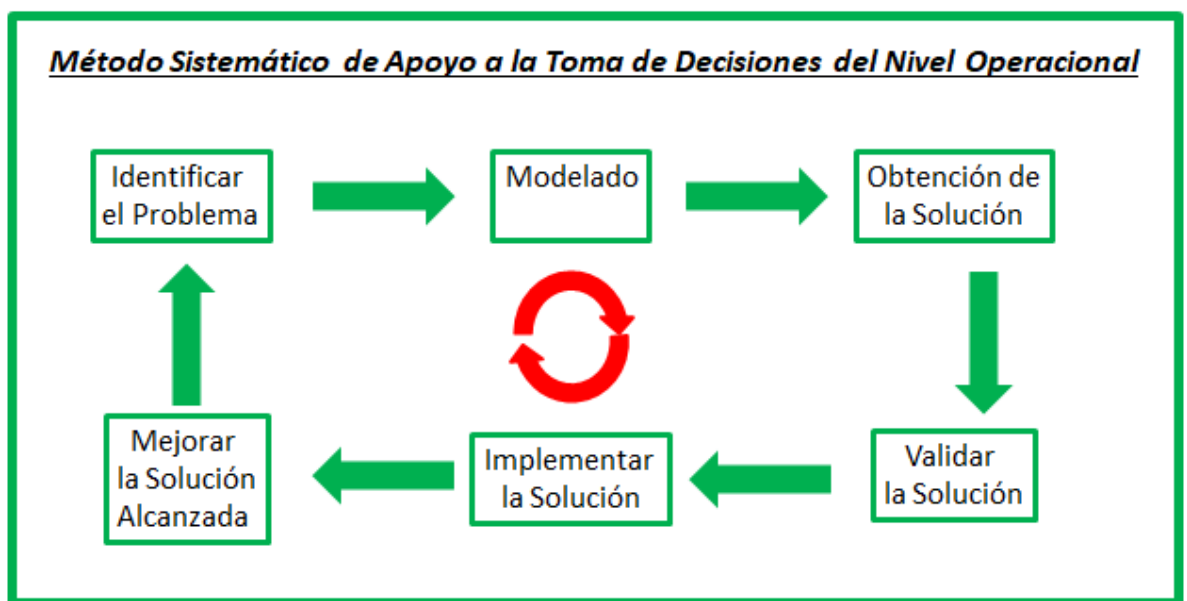 Método Sistemático de Apoyo a la Toma de Decisiones del Nivel Operacional
Identificar
el Problema
Modelado
Obtención de
la Solución
Validar
la Solución
Implementar
la Solución
Mejorar
la Solución
Alcanzada